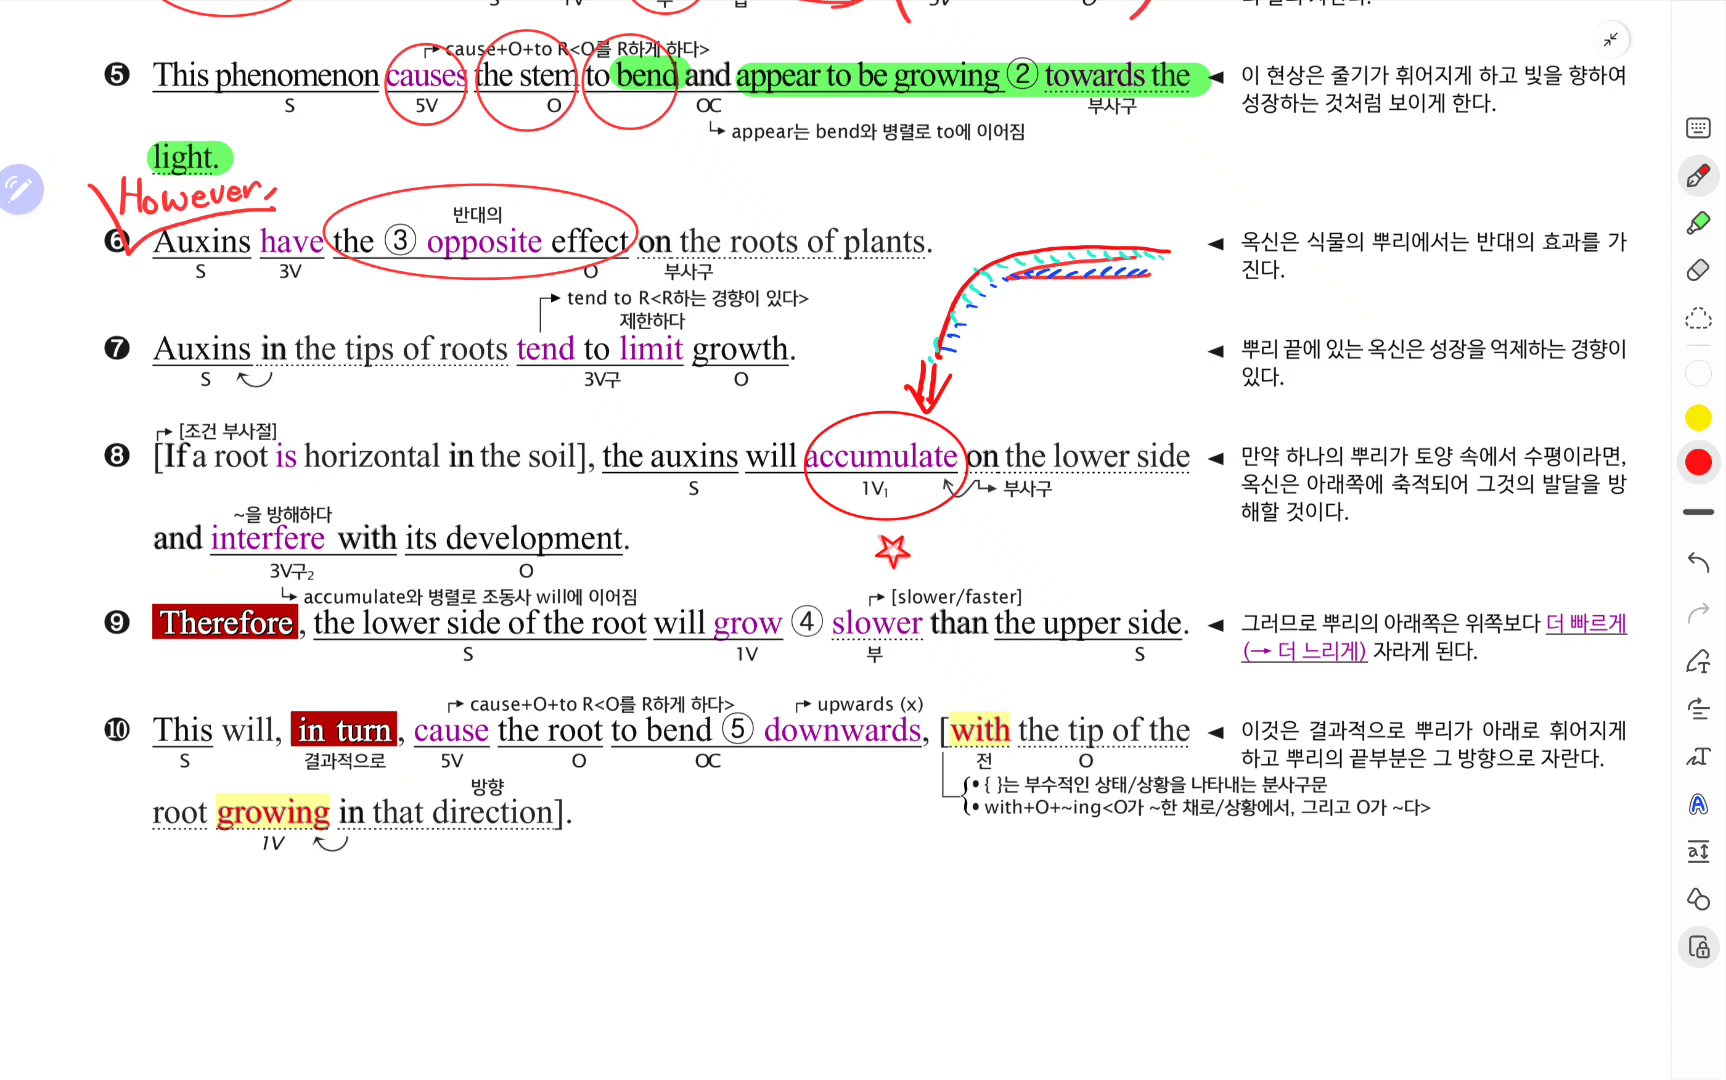 cause+O+to R<O를 R하게 하다>
❺ This phenomenon causes the stem to bend and appear to be growing ② towards the ◀ 이 현상은 줄기가 휘어지게 하고 빛을 향하여
S 5V O OC 부사구 성장하는 것처럼 보이게 한다.
appear는 bend와 병렬로 to에 이어짐
light.
However,
반대의
❻ Auxins have the ③ opposite effect on the roots of plants. ◀ 옥신은 식물의 뿌리에서는 반대의 효과를 가
S 3V O 부사구 진다.
tend to R<R하는 경향이 있다>
제한하다
❼ Auxins in the tips of roots tend to limit growth. ◀ 뿌리 끝에 있는 옥신은 성장을 억제하는 경향이
S 3V구 O 있다.
[조건 부사절]
❽ [If a root is horizontal in the soil], the auxins will accumulate on the lower side ◀ 만약 하나의 뿌리가 토양 속에서 수평이라면,
S 1V₁ 부사구 옥신은 아래쪽에 축적되어 그것의 발달을 방
~을 방해하다 해할 것이다.
and interfere with its development.
3V구₂ O
accumulate와 병렬로 조동사 will에 이어짐 [slower/faster]
❾ Therefore, the lower side of the root will grow ④ slower than the upper side. ◀ 그러므로 뿌리의 아래쪽은 위쪽보다 더 빠르게
S 1V 부 S (→ 더 느리게) 자라게 된다.
cause+O+to R<O를 R하게 하다> upwards (x)
❿ This will, in turn, cause the root to bend ⑤ downwards, [with the tip of the ◀ 이것은 결과적으로 뿌리가 아래로 휘어지게
S 결과적으로 5V O OC 전 O 하고 뿌리의 끝부분은 그 방향으로 자란다.
방향 • { }는 부수적인 상태/상황을 나타내는 분사구문
root growing in that direction]. • with+O+~ing<O가 ~한 채로/상황에서, 그리고 O가 ~다>
1V